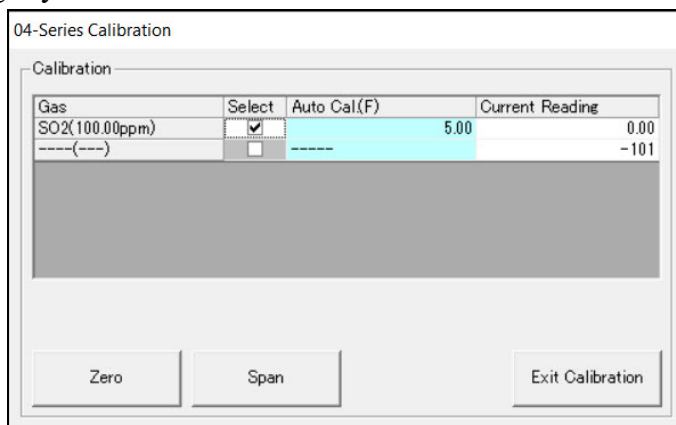 04-Series Calibration
Calibration
Gas Select Auto Cal.(F) Current Reading
SO2(100.00ppm) 5.00 0.00
----(---) ----- -101
Zero Span Exit Calibration